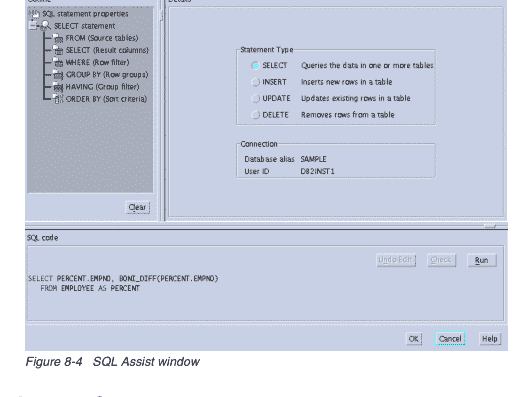 SQL statement properties
SELECT statement
FROM (Source tables)
SELECT (Result columns)
WHERE (Row filter)
GROUP BY (Row groups)
HAVING (Group filter)
ORDER BY (Sort criteria)
Clear
Details
Statement Type
SELECT Queries the data in one or more tables
INSERT Inserts new rows in a table
UPDATE Updates existing rows in a table
DELETE Removes rows from a table
Connection
Database alias SAMPLE
User ID DB2INST1
SQL code
Undo Edit Check Run
SELECT PERCENT.EMPNO, BONI_DIFF(PERCENT.EMPNO)
FROM EMPLOYEE AS PERCENT
OK Cancel Help
Figure 8-4 SQL Assist window